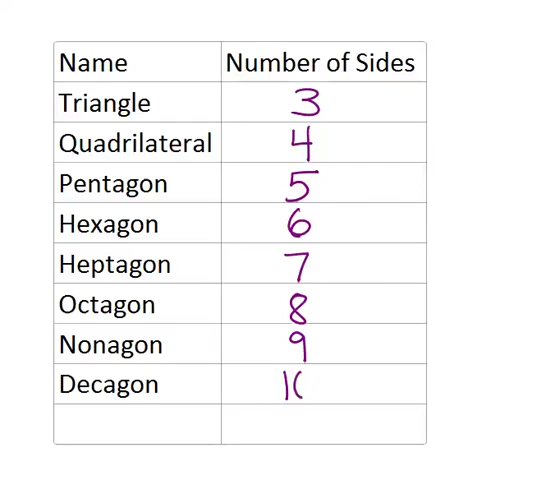 Name Number of Sides
Triangle 3
Quadrilateral 4
Pentagon 5
Hexagon 6
Heptagon 7
Octagon 8
Nonagon 9
Decagon 1(